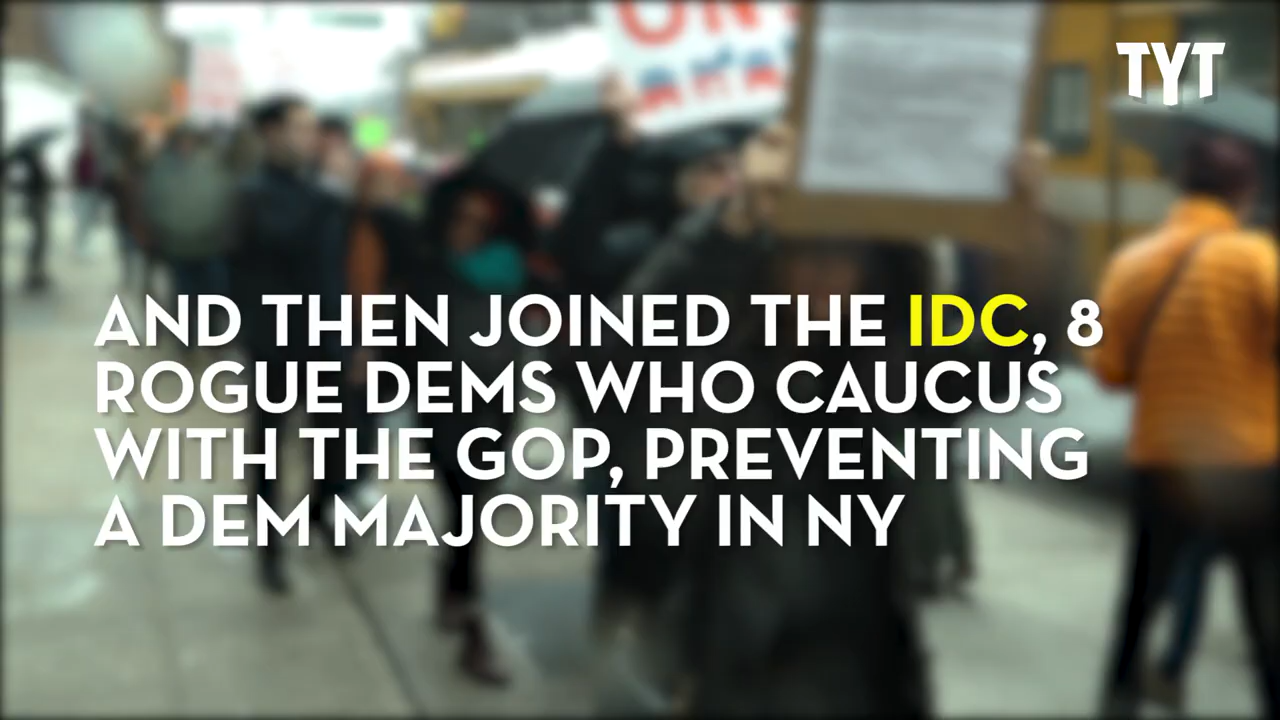 TYT
AND THEN JOINED THE IDC, 8
ROGUE DEMS WHO CAUCUS
WITH THE GOP, PREVENTING
A DEM MAJORITY IN NY